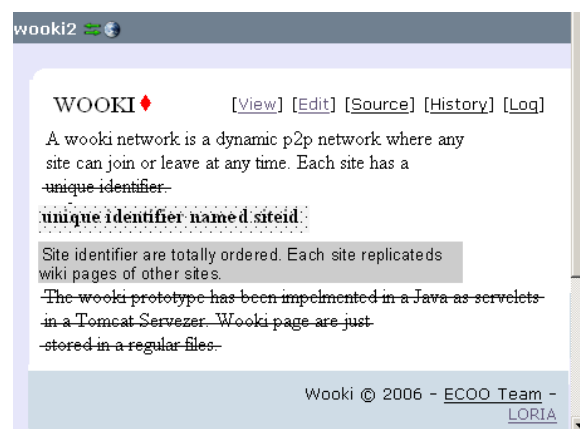 wooki2
WOOKI
[View] [Edit] [Source] [History] [Log]
A wooki network is a dynamic p2p network where any
site can join or leave at any time. Each site has a
unique identifier.
unique identifier named siteid.
Site identifier are totally ordered. Each site replicateds
wiki pages of other sites.
The wooki prototype has been impelmented in a Java as servelets
in a Tomcat Servezer. Wooki page are just
stored in a regular files.
Wooki © 2006 - ECOO Team -
LORIA